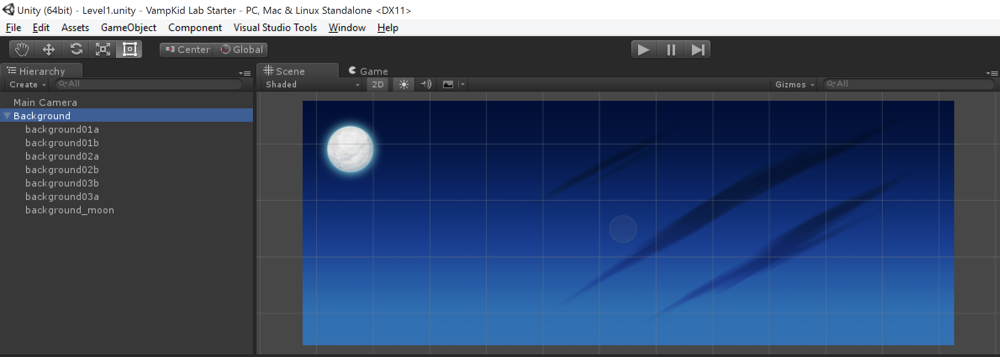 Unity (64bit) - Level1.unity - VampKid Lab Starter - PC, Mac & Linux Standalone <DX11>
File Edit Assets GameObject Component Visual Studio Tools Window Help
Center Global
Hierarchy
Create All
Main Camera
Background
background01a
background01b
background02a
background02b
background03b
background03a
background_moon
Scene Game
Shaded 2D Gizmos All